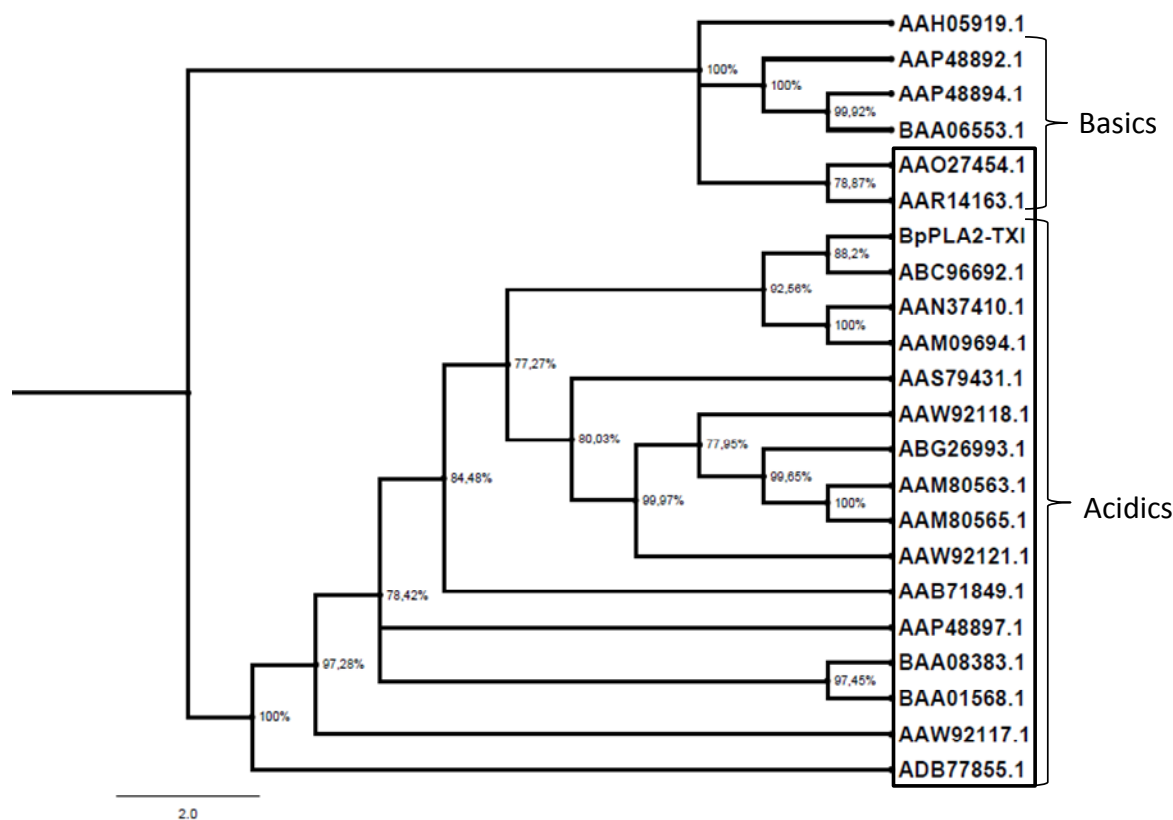 AAH05919.1
AAP48892.1
100%
100%
AAP48894.1
99,92%
BAA06553.1
Basics
AAO27454.1
78,87%
AAR14163.1
BpPLA2-TXI
88,2%
ABC96692.1
92,56%
AAN37410.1
100%
AAM09694.1
77,27%
AAS79431.1
AAW92118.1
80,03%
77,95%
ABG26993.1
99,65%
84,48%
AAM80563.1
99,97%
100%
Acidics
AAM80565.1
AAW92121.1
AAB71849.1
78,42%
AAP48897.1
97,28%
BAA08383.1
97,45%
BAA01568.1
100%
AAW92117.1
ADB77855.1
2.0